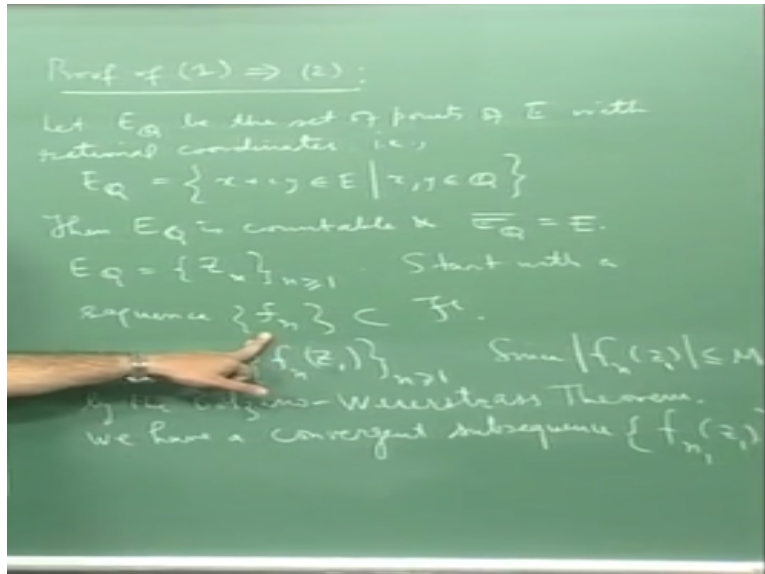 Proof of (1) ⇒ (2) :
Let E_Q be the set of points of E with
rational coordinates i.e.,
E_Q = { x+iy ∈ E | x, y ∈ Q }
Then E_Q is countable & \overline{E_Q} = E.
E_Q = { z_n }_{n≥1} . Start with a
sequence { f_n } ⊂ ℱ.
f_n(z_1) }_{n≥1} Since |f_n(z_1)| ≤ M
by the Bolzano-Weierstrass Theorem.
we have a convergent subsequence { f_{n_1}(z_1)